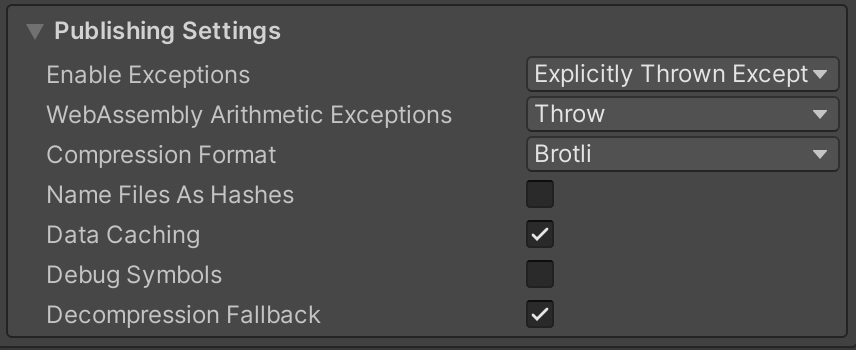 Publishing Settings
Enable Exceptions Explicitly Thrown Except
WebAssembly Arithmetic Exceptions Throw
Compression Format Brotli
Name Files As Hashes
Data Caching
Debug Symbols
Decompression Fallback